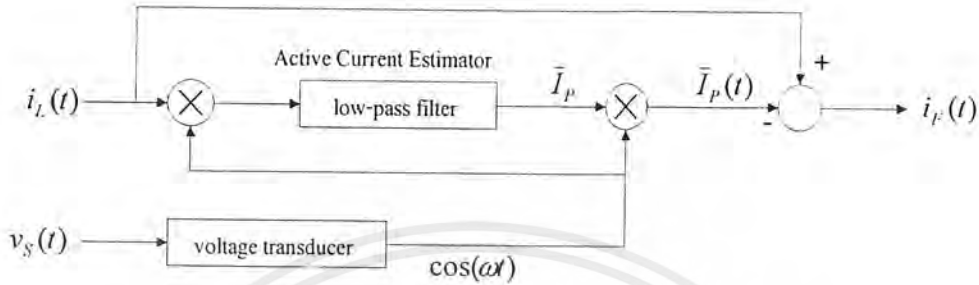 Active Current Estimator
+
i_L(t)
low-pass filter
Ī_P
Ī_P(t)
-
i_F(t)
v_S(t)
voltage transducer
cos(ωt)